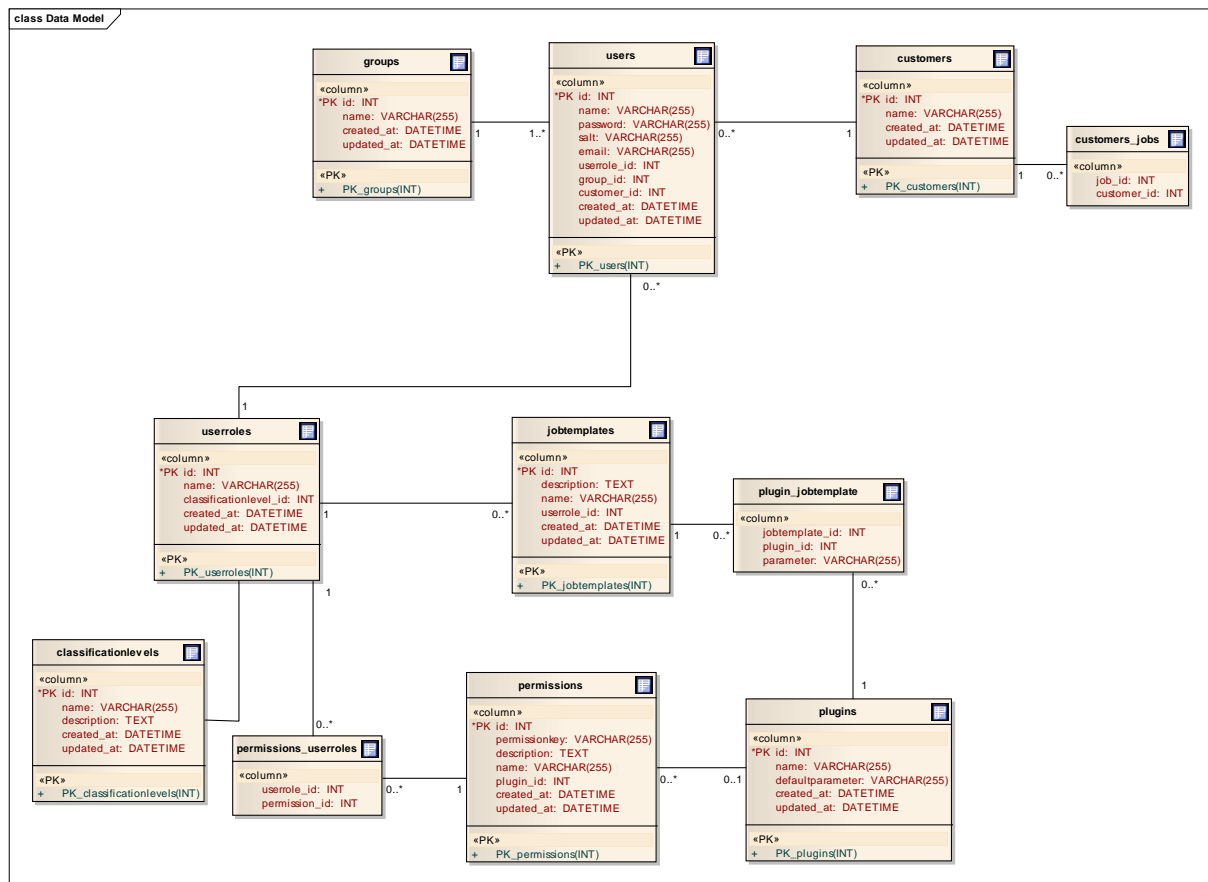 class Data Model
groups
«column»
*PK id: INT
name: VARCHAR(255)
created_at: DATETIME
updated_at: DATETIME
«PK»
+ PK_groups(INT)
1
1..*
users
«column»
*PK id: INT
name: VARCHAR(255)
password: VARCHAR(255)
salt: VARCHAR(255)
email: VARCHAR(255)
userrole_id: INT
group_id: INT
customer_id: INT
created_at: DATETIME
updated_at: DATETIME
«PK»
+ PK_users(INT)
0..*
1
customers
«column»
*PK id: INT
name: VARCHAR(255)
created_at: DATETIME
updated_at: DATETIME
«PK»
+ PK_customers(INT)
1
0..*
customers_jobs
«column»
job_id: INT
customer_id: INT
0..*
1
userroles
«column»
*PK id: INT
name: VARCHAR(255)
classificationlevel_id: INT
created_at: DATETIME
updated_at: DATETIME
«PK»
+ PK_userroles(INT)
1
0..*
jobtemplates
«column»
*PK id: INT
description: TEXT
name: VARCHAR(255)
userrole_id: INT
created_at: DATETIME
updated_at: DATETIME
«PK»
+ PK_jobtemplates(INT)
1
0..*
plugin_jobtemplate
«column»
jobtemplate_id: INT
plugin_id: INT
parameter: VARCHAR(255)
0..*
1
1
0..*
classificationlevels
«column»
*PK id: INT
name: VARCHAR(255)
description: TEXT
created_at: DATETIME
updated_at: DATETIME
«PK»
+ PK_classificationlevels(INT)
permissions_userroles
«column»
userrole_id: INT
permission_id: INT
0..*
1
permissions
«column»
*PK id: INT
permissionkey: VARCHAR(255)
description: TEXT
name: VARCHAR(255)
plugin_id: INT
created_at: DATETIME
updated_at: DATETIME
«PK»
+ PK_permissions(INT)
0..*
0..1
plugins
«column»
*PK id: INT
name: VARCHAR(255)
defaultparameter: VARCHAR(255)
created_at: DATETIME
updated_at: DATETIME
«PK»
+ PK_plugins(INT)